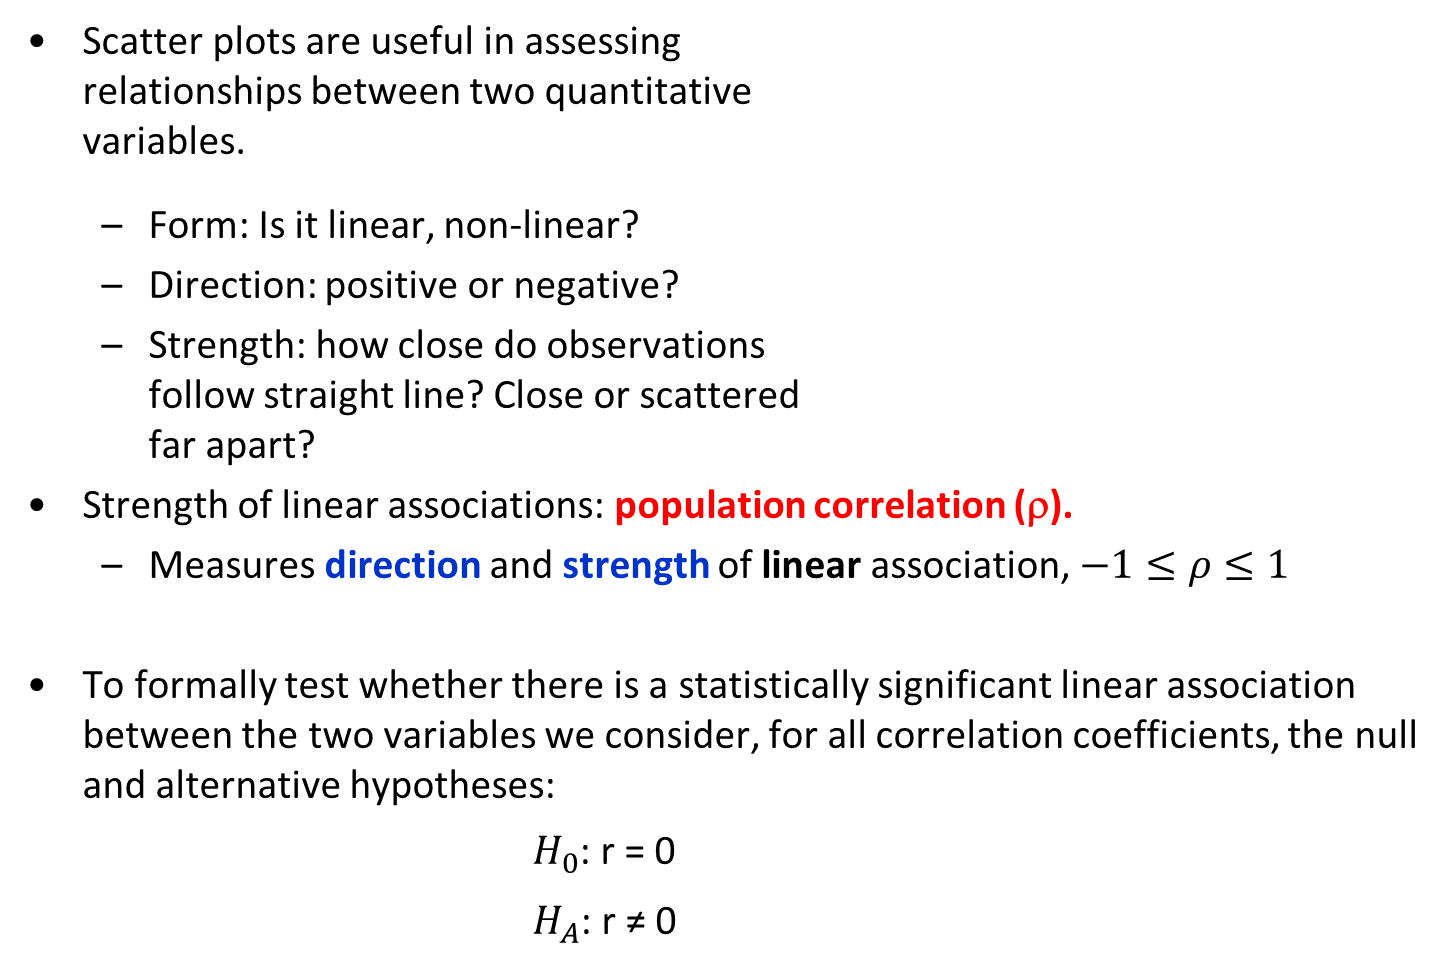 • Scatter plots are useful in assessing
relationships between two quantitative
variables.
– Form: Is it linear, non-linear?
– Direction: positive or negative?
– Strength: how close do observations
follow straight line? Close or scattered
far apart?
• Strength of linear associations: population correlation (ρ).
– Measures direction and strength of linear association, −1 ≤ ρ ≤ 1
• To formally test whether there is a statistically significant linear association
between the two variables we consider, for all correlation coefficients, the null
and alternative hypotheses:
H₀: r = 0
H_A: r ≠ 0